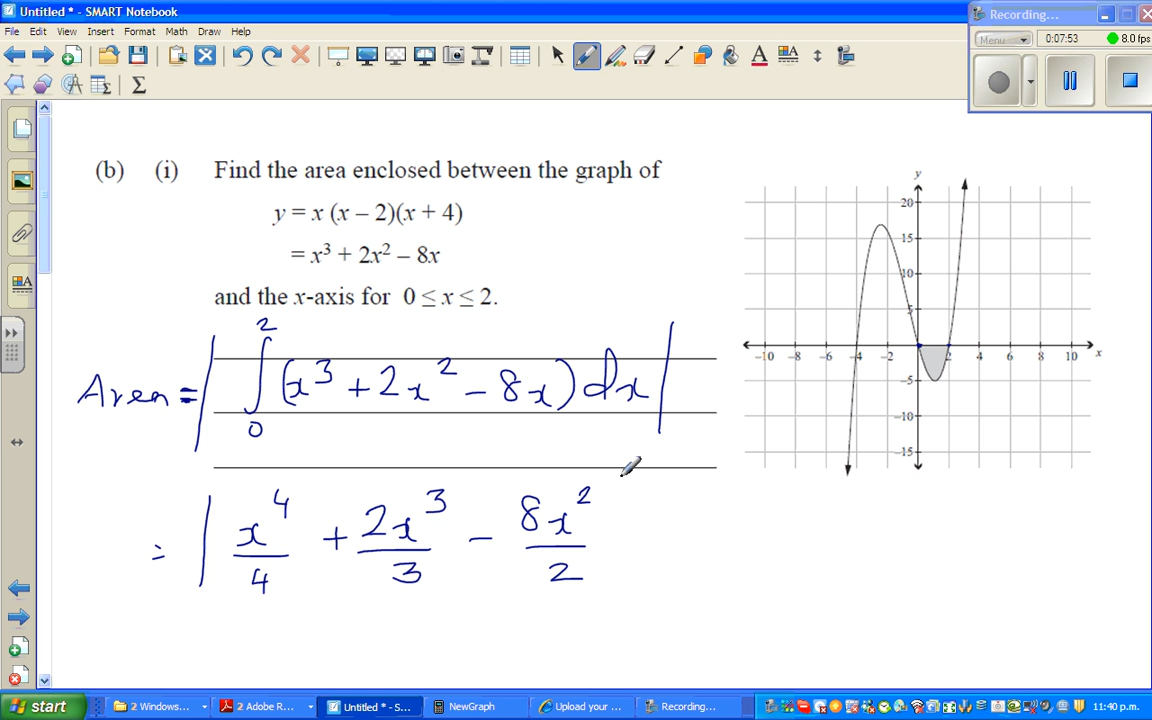 Untitled * - SMART Notebook
Recording...
File Edit View Insert Format Math Draw Help
Menu
0:07:53
8.0 fps
(b) (i) Find the area enclosed between the graph of
y = x (x – 2)(x + 4)
= x³ + 2x² – 8x
and the x-axis for 0 ≤ x ≤ 2.
Area = | ∫₀² (x³ + 2x² – 8x) dx |
= | x⁴/4 + 2x³/3 – 8x²/2
y
20
15
10
5
-10 -8 -6 -4 -2 2 4 6 8 10 x
-5
-10
-15
start
2 Windows...
2 Adobe R...
Untitled * - S...
NewGraph
Upload your ...
Recording...
11:40 p.m.